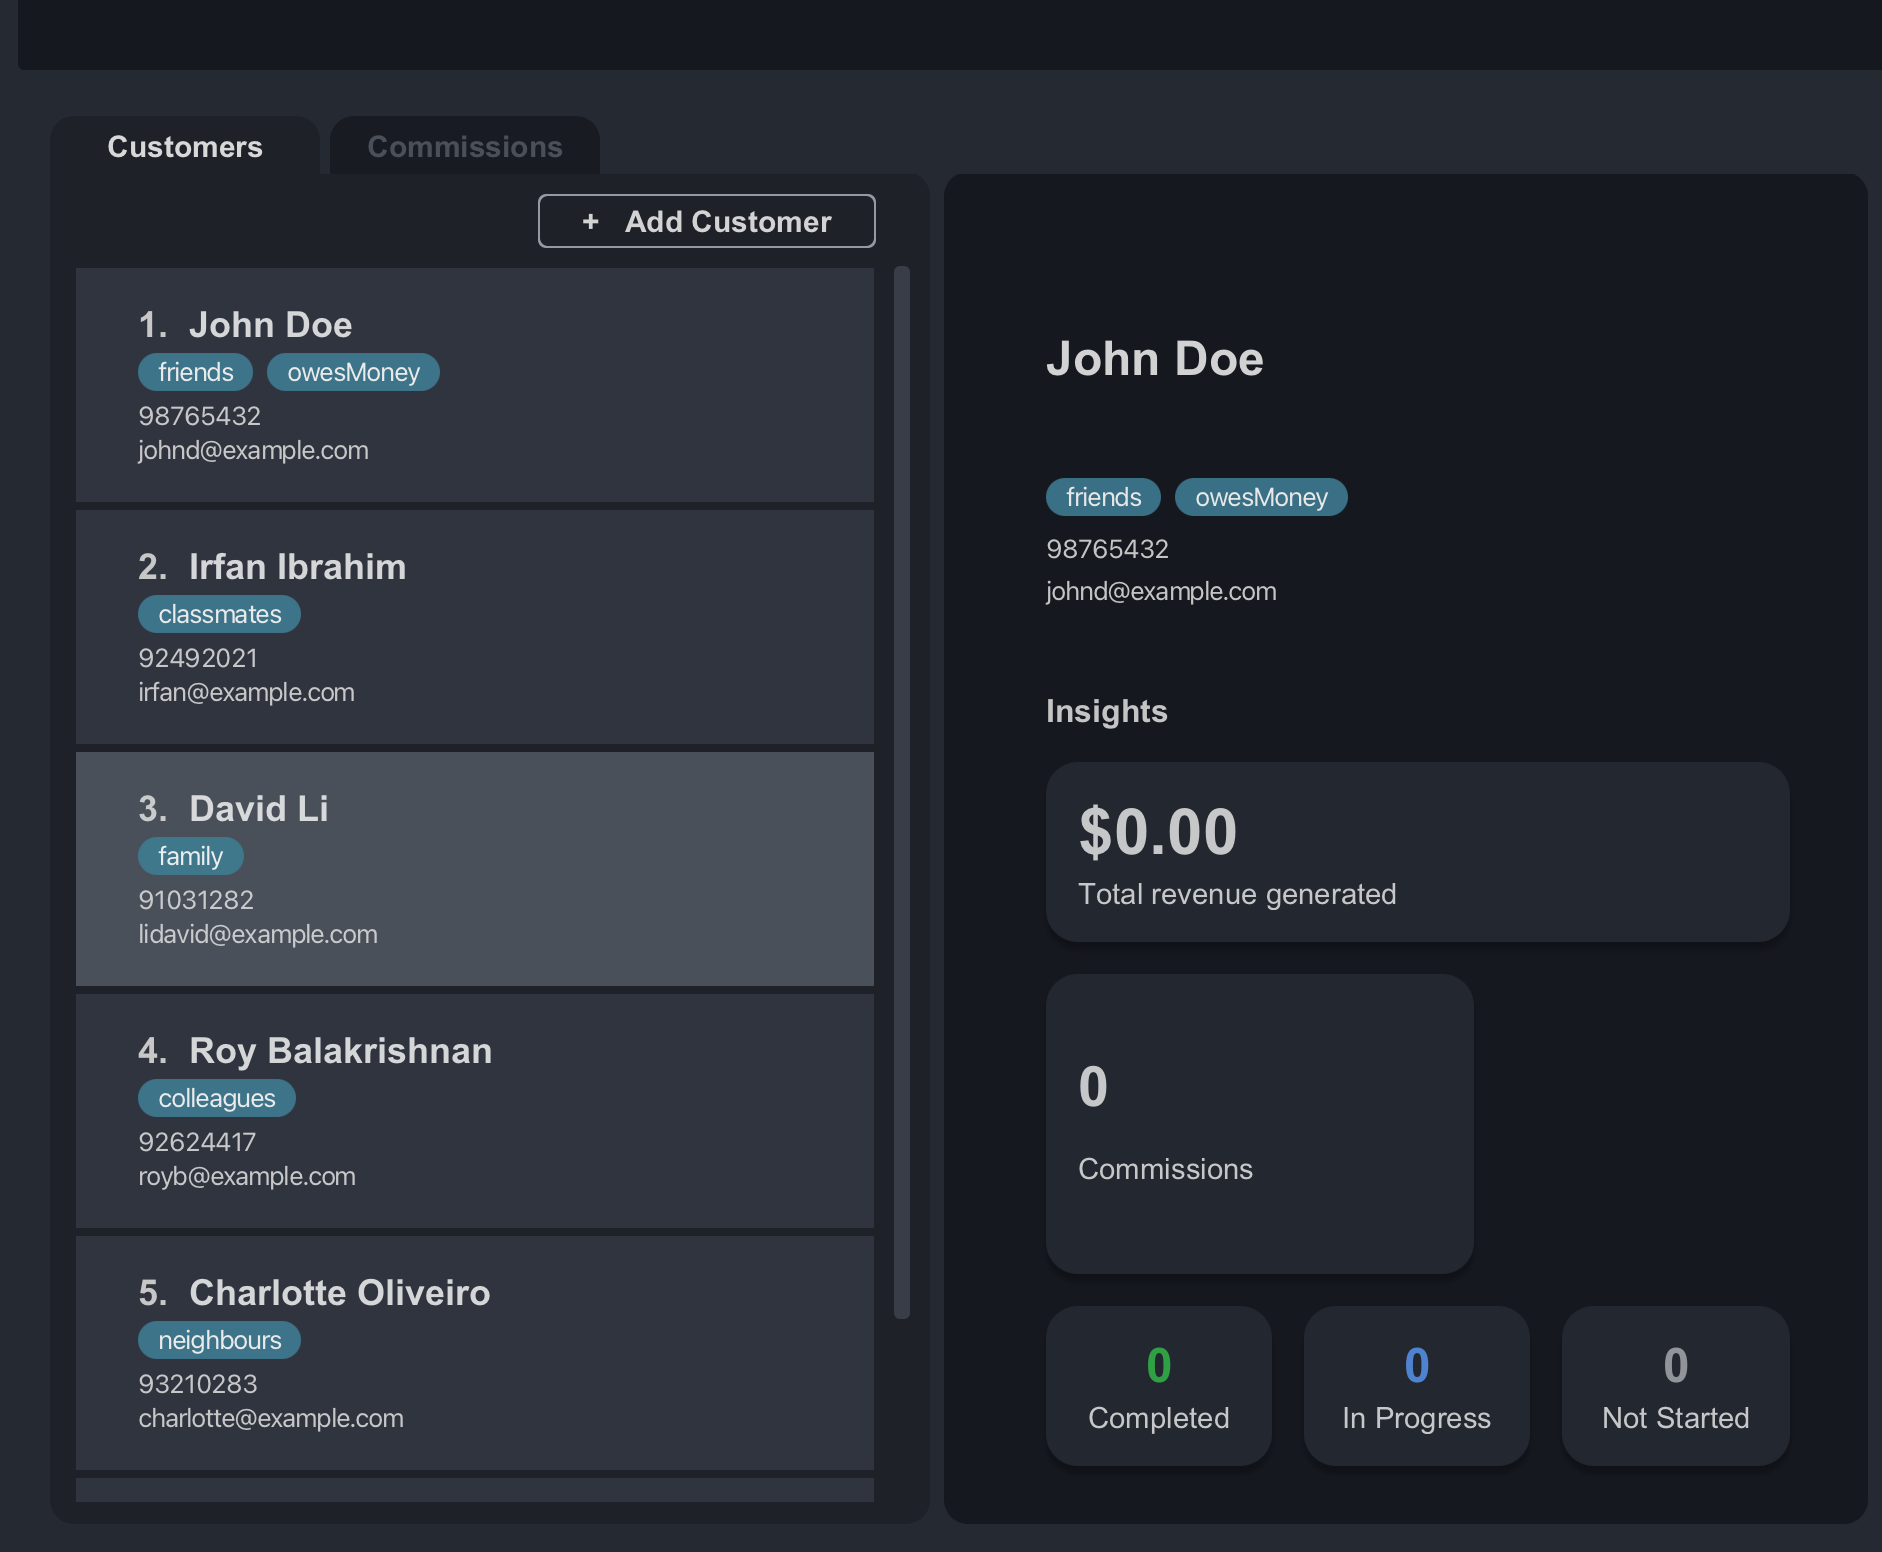 Customers
Commissions
+ Add Customer
1. John Doe
friends owesMoney
98765432
johnd@example.com
2. Irfan Ibrahim
classmates
92492021
irfan@example.com
3. David Li
family
91031282
lidavid@example.com
4. Roy Balakrishnan
colleagues
92624417
royb@example.com
5. Charlotte Oliveiro
neighbours
93210283
charlotte@example.com
John Doe
friends owesMoney
98765432
johnd@example.com
Insights
$0.00
Total revenue generated
0
Commissions
0
Completed
0
In Progress
0
Not Started